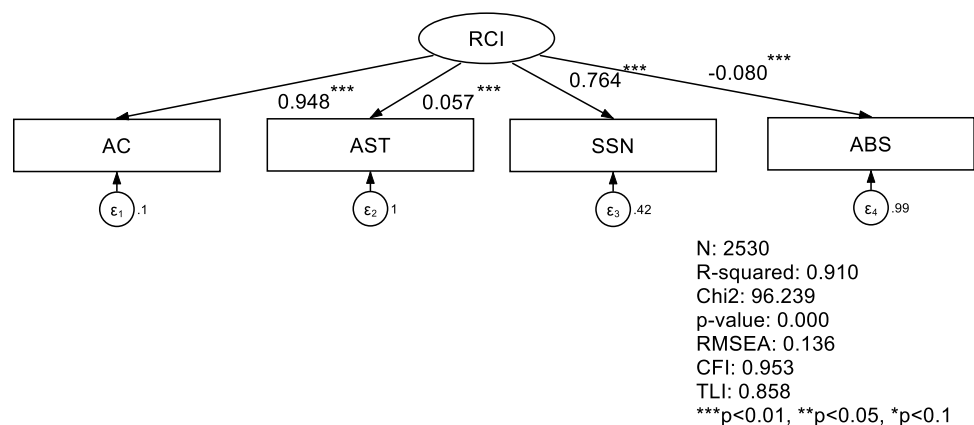 RCI
0.948*** 0.057*** 0.764*** -0.080***
AC AST SSN ABS
ε₁ .1 ε₂ 1 ε₃ .42 ε₄ .99
N: 2530
R-squared: 0.910
Chi2: 96.239
p-value: 0.000
RMSEA: 0.136
CFI: 0.953
TLI: 0.858
***p<0.01, **p<0.05, *p<0.1